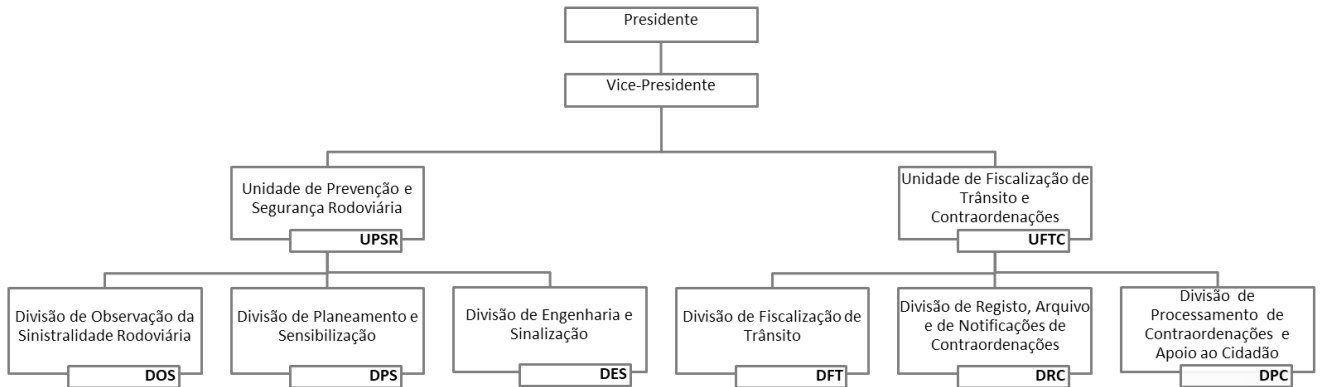 Presidente
Vice-Presidente
Unidade de Prevenção e
Segurança Rodoviária
UPSR
Unidade de Fiscalização de
Trânsito e
Contraordenações
UFTC
Divisão de Observação da
Sinistralidade Rodoviária
DOS
Divisão de Planeamento e
Sensibilização
DPS
Divisão de Engenharia e
Sinalização
DES
Divisão de Fiscalização de
Trânsito
DFT
Divisão de Registo, Arquivo
e de Notificações de
Contraordenações
DRC
Divisão de
Processamento de
Contraordenações e
Apoio ao Cidadão
DPC